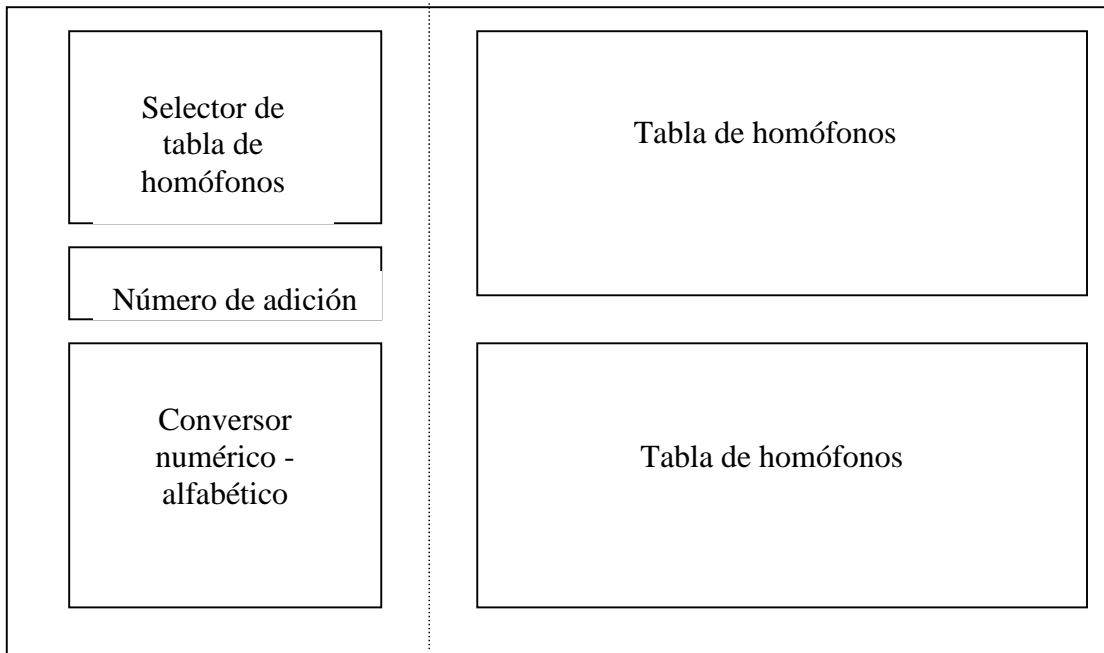 Selector de
tabla de
homófonos
Número de adición
Conversor
numérico -
alfabético
Tabla de homófonos
Tabla de homófonos